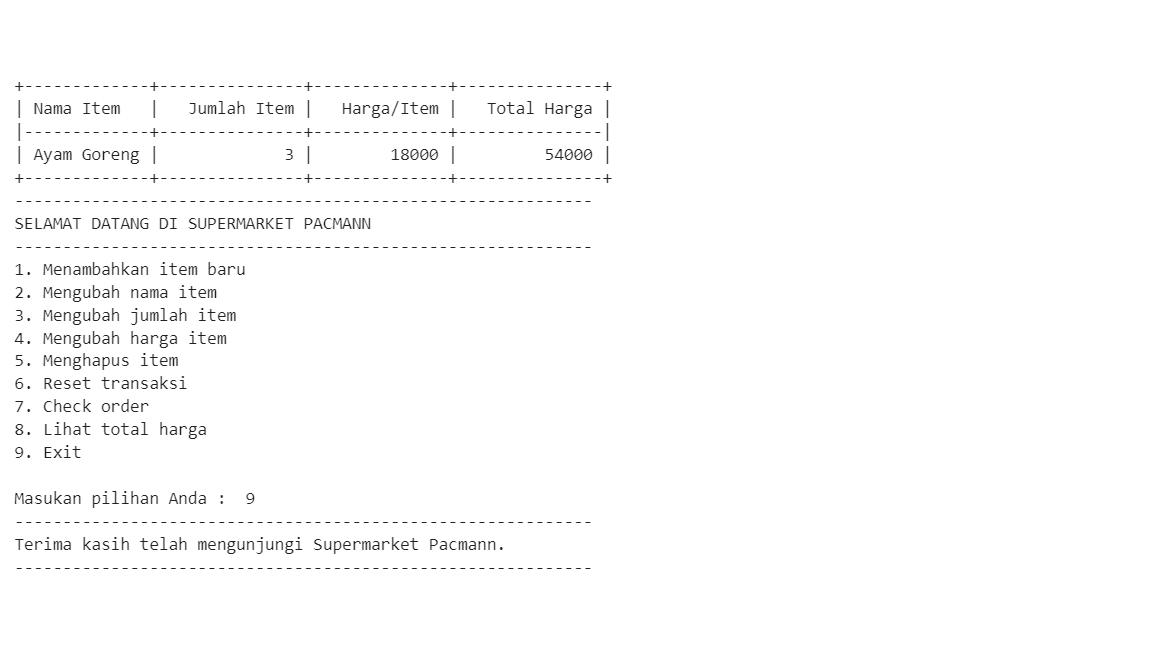 +-------------+---------------+--------------+---------------+
| Nama Item   |   Jumlah Item |   Harga/Item |   Total Harga |
|-------------+---------------+--------------+---------------|
| Ayam Goreng |             3 |        18000 |         54000 |
+-------------+---------------+--------------+---------------+
------------------------------------------------------------
SELAMAT DATANG DI SUPERMARKET PACMANN
------------------------------------------------------------
1. Menambahkan item baru
2. Mengubah nama item
3. Mengubah jumlah item
4. Mengubah harga item
5. Menghapus item
6. Reset transaksi
7. Check order
8. Lihat total harga
9. Exit

Masukan pilihan Anda :  9
------------------------------------------------------------
Terima kasih telah mengunjungi Supermarket Pacmann.
------------------------------------------------------------